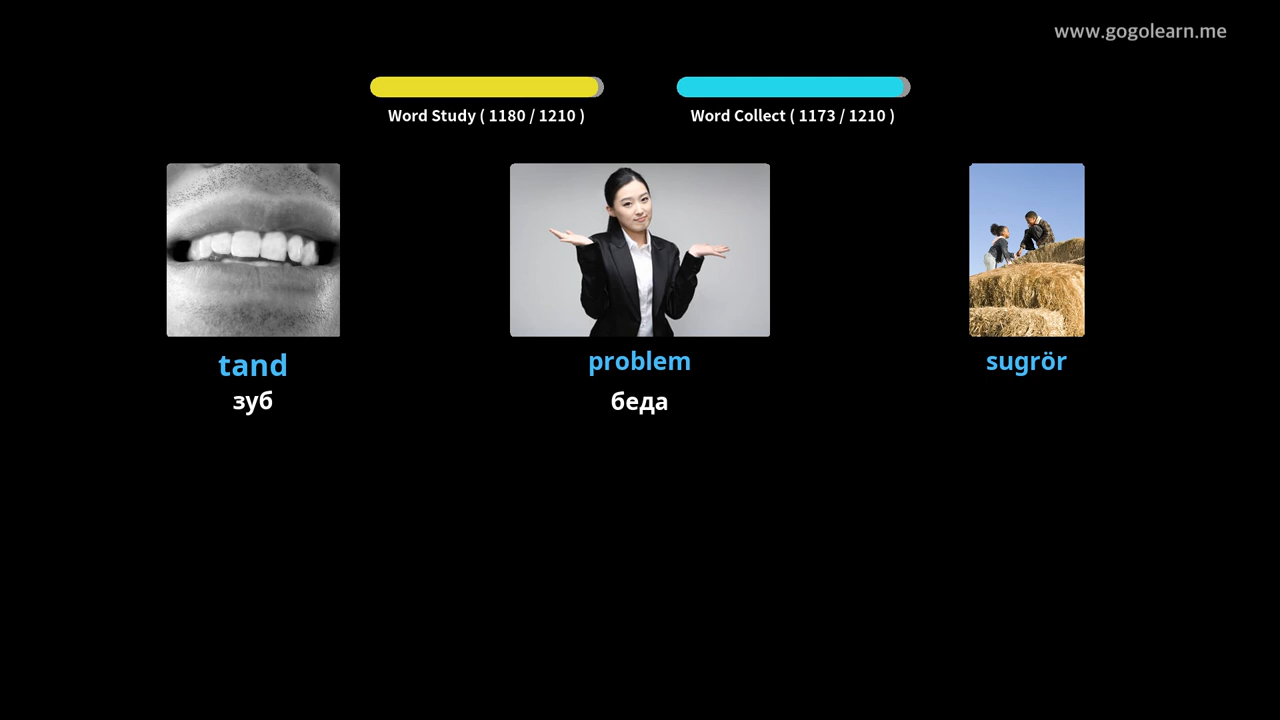 www.gogolearn.me
Word Study ( 1180 / 1210 )
Word Collect ( 1173 / 1210 )
tand
problem
sugrör
зуб
беда